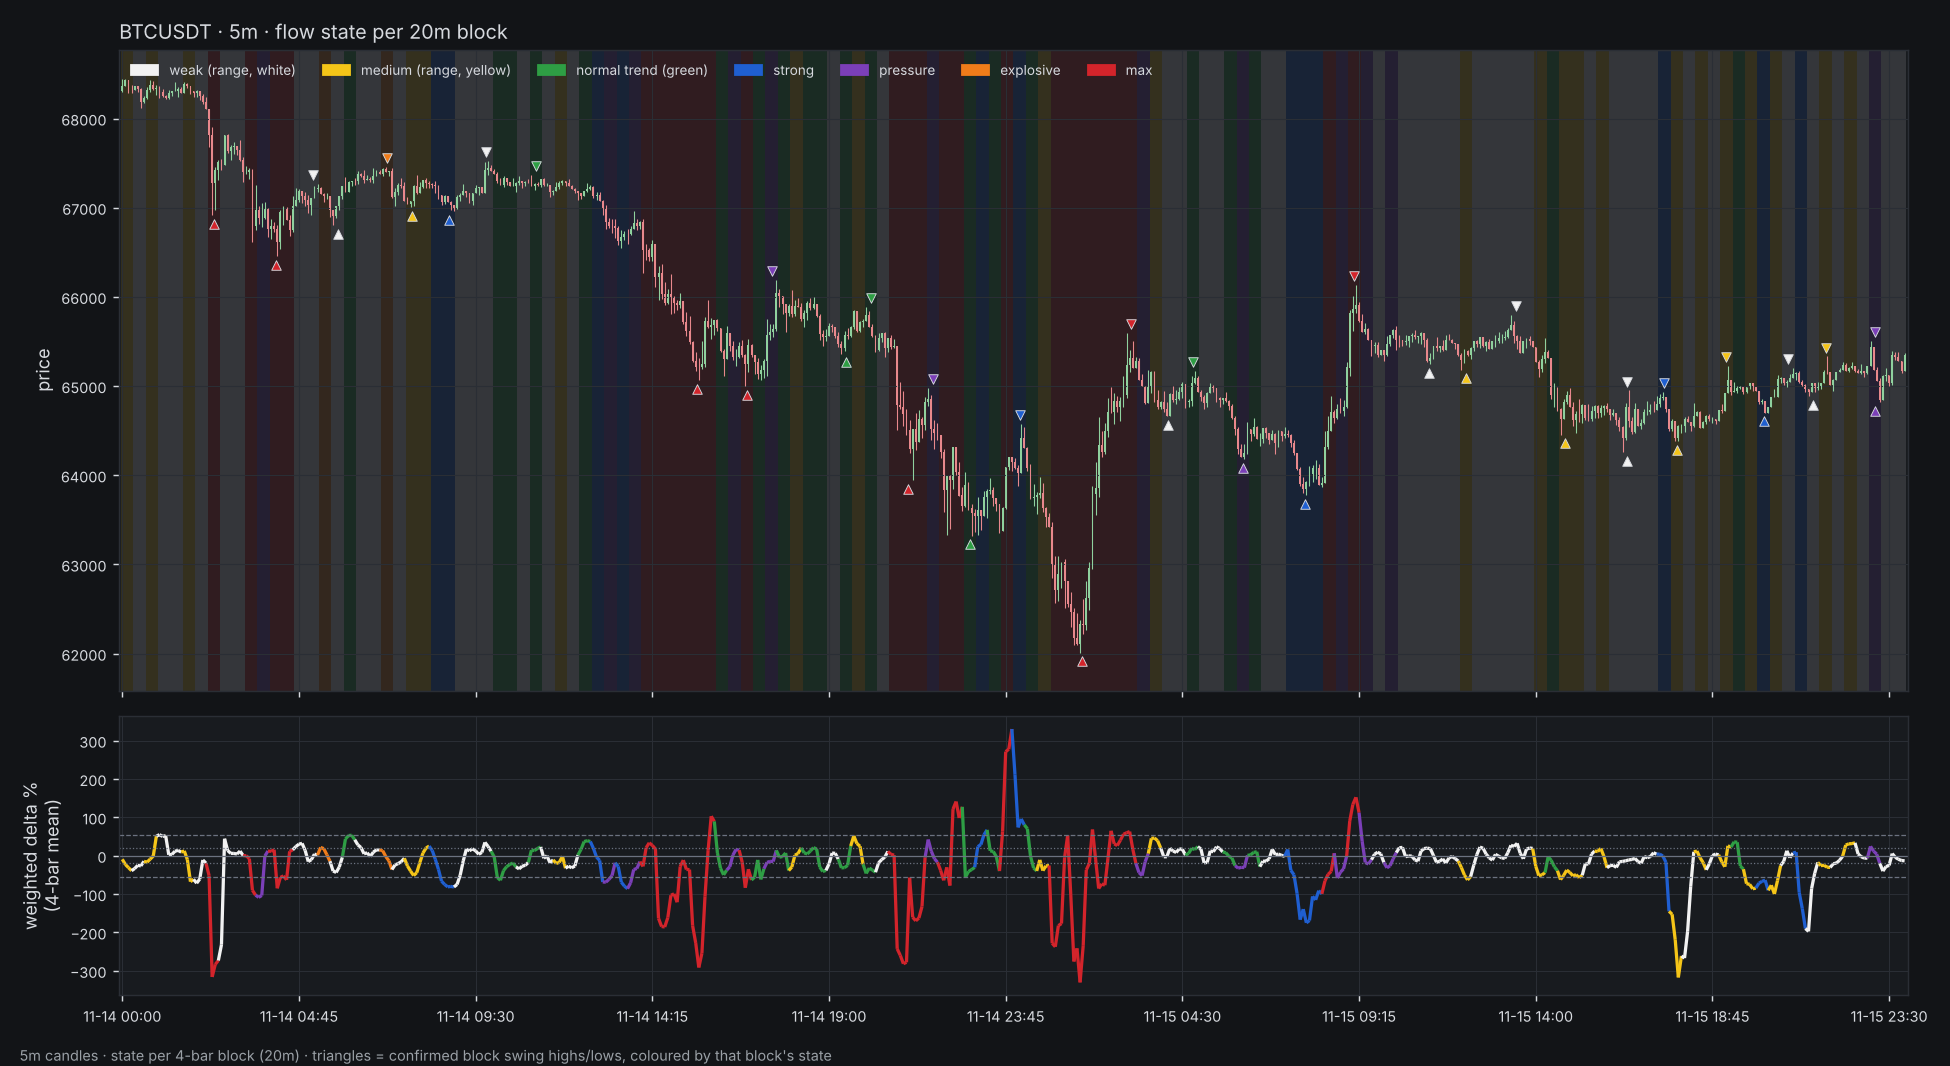 BTCUSDT · 5m · flow state per 20m block
weak (range, white)
medium (range, yellow)
normal trend (green)
strong
pressure
explosive
max
price
68000
67000
66000
65000
64000
63000
62000
weighted delta %
(4-bar mean)
300
200
100
0
−100
−200
−300
11-14 00:00
11-14 04:45
11-14 09:30
11-14 14:15
11-14 19:00
11-14 23:45
11-15 04:30
11-15 09:15
11-15 14:00
11-15 18:45
11-15 23:30
5m candles · state per 4-bar block (20m) · triangles = confirmed block swing highs/lows, coloured by that block's state